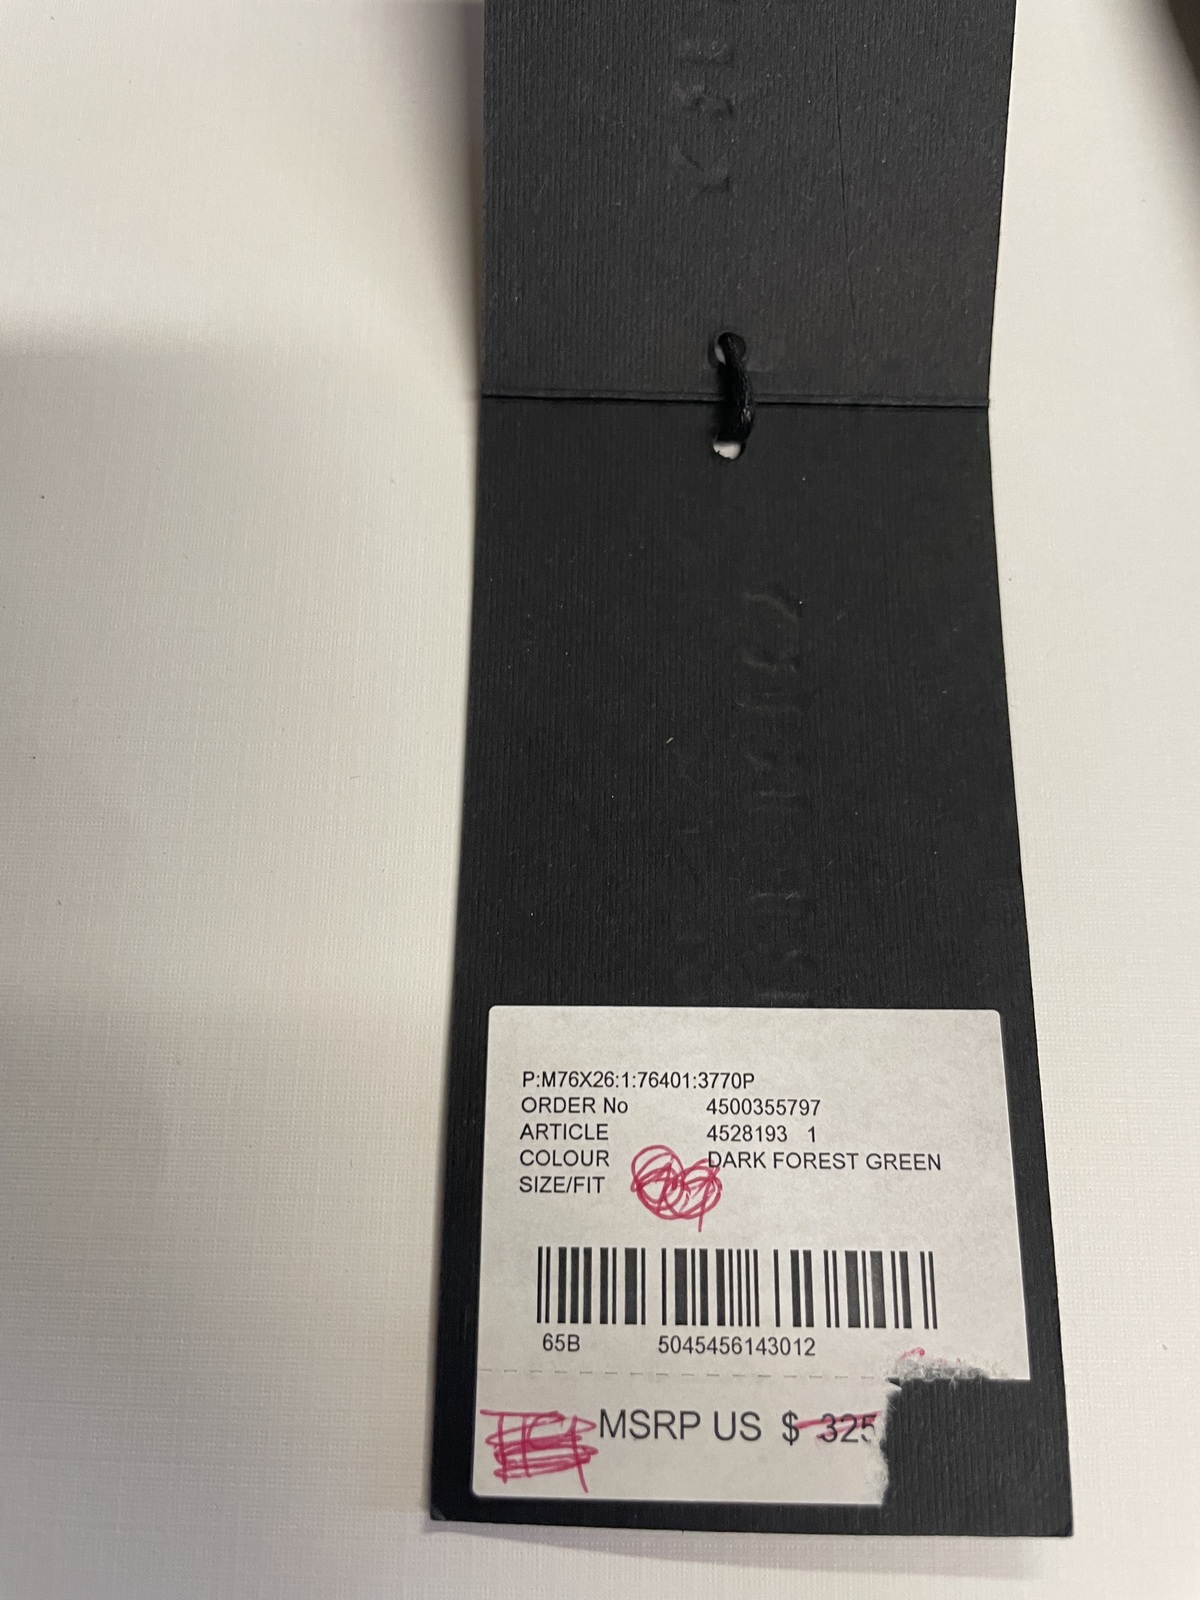 P:M76X26:1:76401:3770P
ORDER No 4500355797
ARTICLE 4528193 1
COLOUR DARK FOREST GREEN
SIZE/FIT
65B 5045456143012
MSRP US $ 325